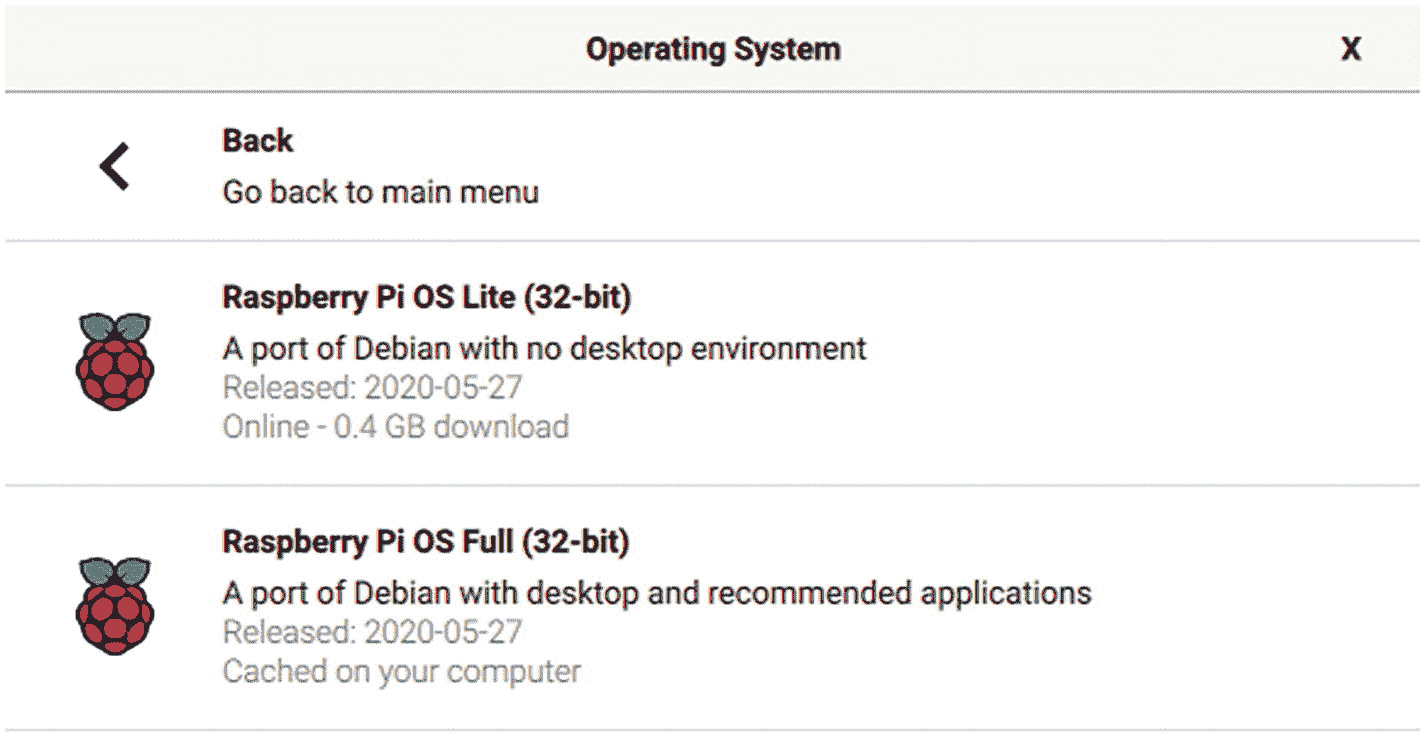 Operating System X
Back
Go back to main menu
Raspberry Pi OS Lite (32-bit)
A port of Debian with no desktop environment
Released: 2020-05-27
Online - 0.4 GB download
Raspberry Pi OS Full (32-bit)
A port of Debian with desktop and recommended applications
Released: 2020-05-27
Cached on your computer